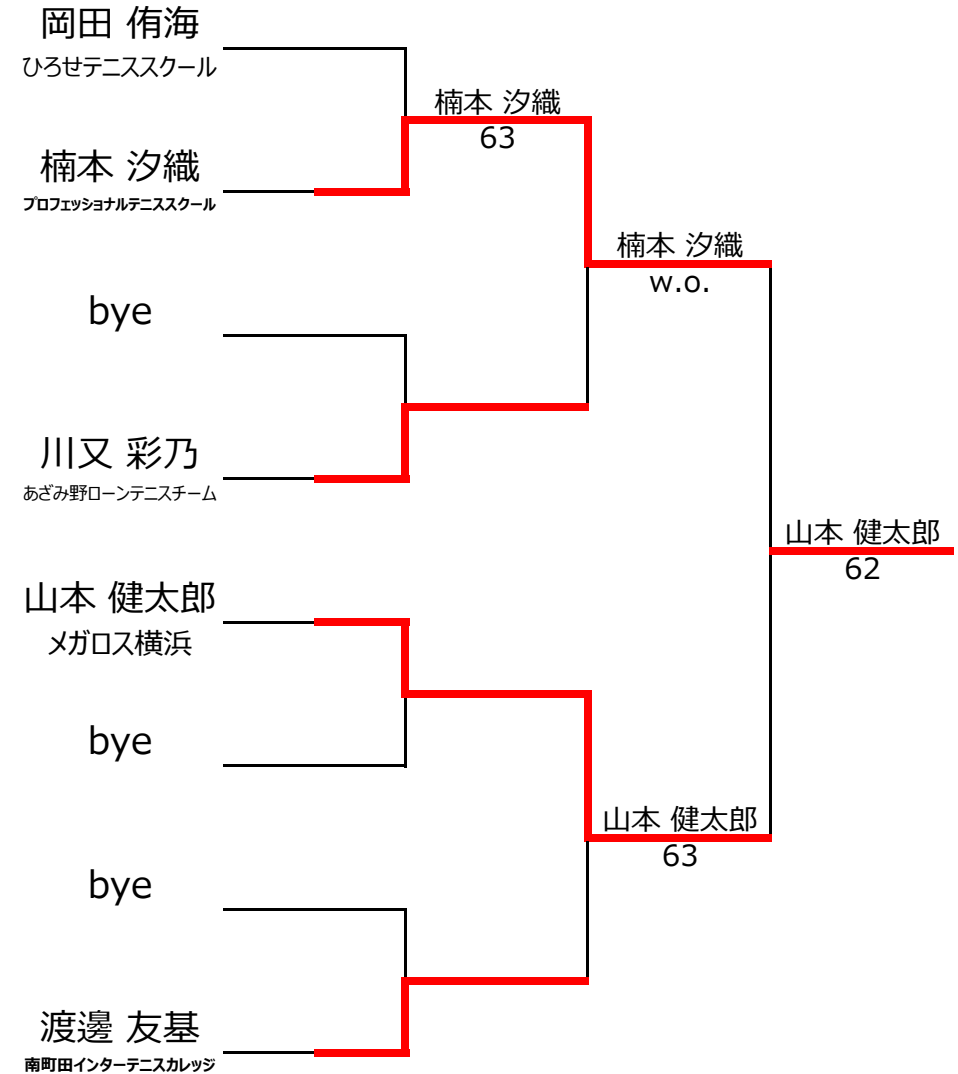 岡田 侑海
ひろせテニススクール
楠本 汐織
63
楠本 汐織
プロフェッショナルテニススクール
楠本 汐織
w.o.
bye
川又 彩乃
あざみ野ローンテニスチーム
山本 健太郎
62
山本 健太郎
メガロス横浜
bye
山本 健太郎
63
bye
渡邊 友基
南町田インターテニスカレッジ